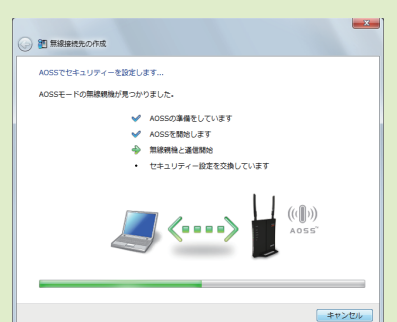 無線接続先の作成
AOSSでセキュリティーを設定します...
AOSSモードの無線親機が見つかりました。
AOSSの準備をしています
AOSSを開始します
無線親機と通信開始
セキュリティー設定を交換しています
AOSS™
キャンセル